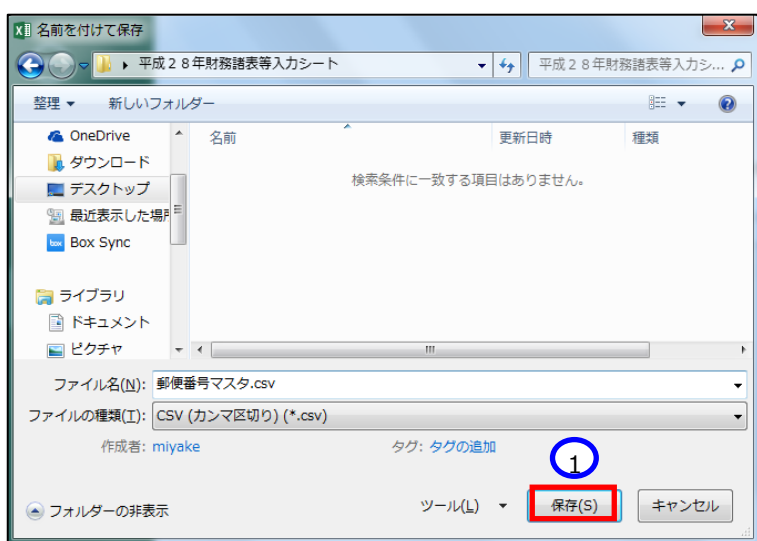 名前を付けて保存
平成２８年財務諸表等入力シート
平成２８年財務諸表等入力シ...
整理
新しいフォルダー
OneDrive
名前
更新日時
種類
ダウンロード
検索条件に一致する項目はありません。
デスクトップ
最近表示した場所
box Box Sync
ライブラリ
ドキュメント
ピクチャ
ファイル名(N): 郵便番号マスタ.csv
ファイルの種類(T): CSV (カンマ区切り) (*.csv)
作成者: miyake
タグ: タグの追加
1
フォルダーの非表示
ツール(L)
保存(S)
キャンセル